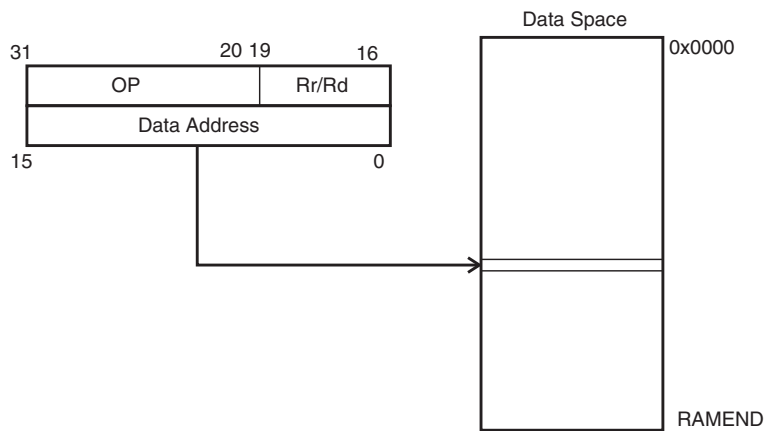 Data Space
31 20 19 16
0x0000
OP Rr/Rd
Data Address
15 0
RAMEND